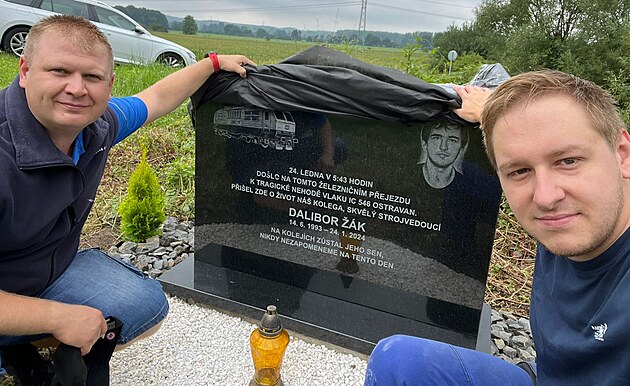 24. LEDNA V 5:43 HODIN
DOŠLO NA TOMTO ŽELEZNIČNÍM PŘEJEZDU
K TRAGICKÉ NEHODĚ VLAKU IC 546 OSTRAVAN.
PŘIŠEL ZDE O ŽIVOT NÁŠ KOLEGA, SKVĚLÝ STROJVEDOUCÍ
DALIBOR ŽÁK
14. 6. 1993 – 24. 1. 2024
NA KOLEJÍCH ZŮSTAL JEHO SEN,
NIKDY NEZAPOMENEME NA TENTO DEN